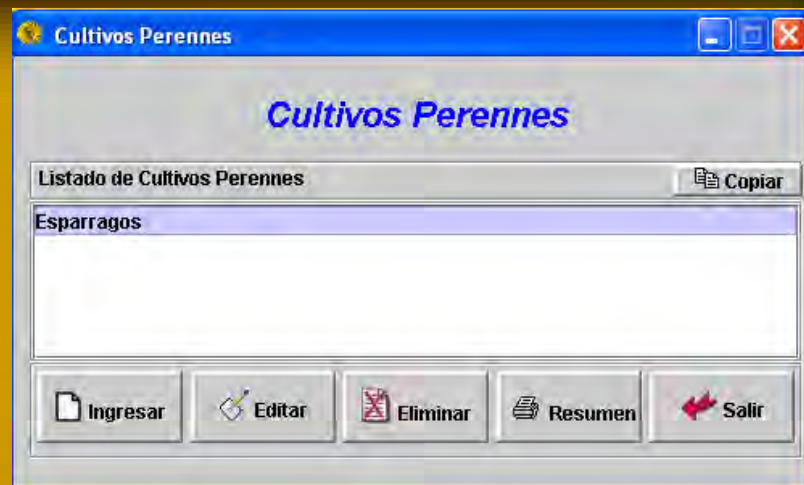 Cultivos Perennes
Cultivos Perennes
Listado de Cultivos Perennes Copiar
Esparragos
Ingresar Editar Eliminar Resumen Salir